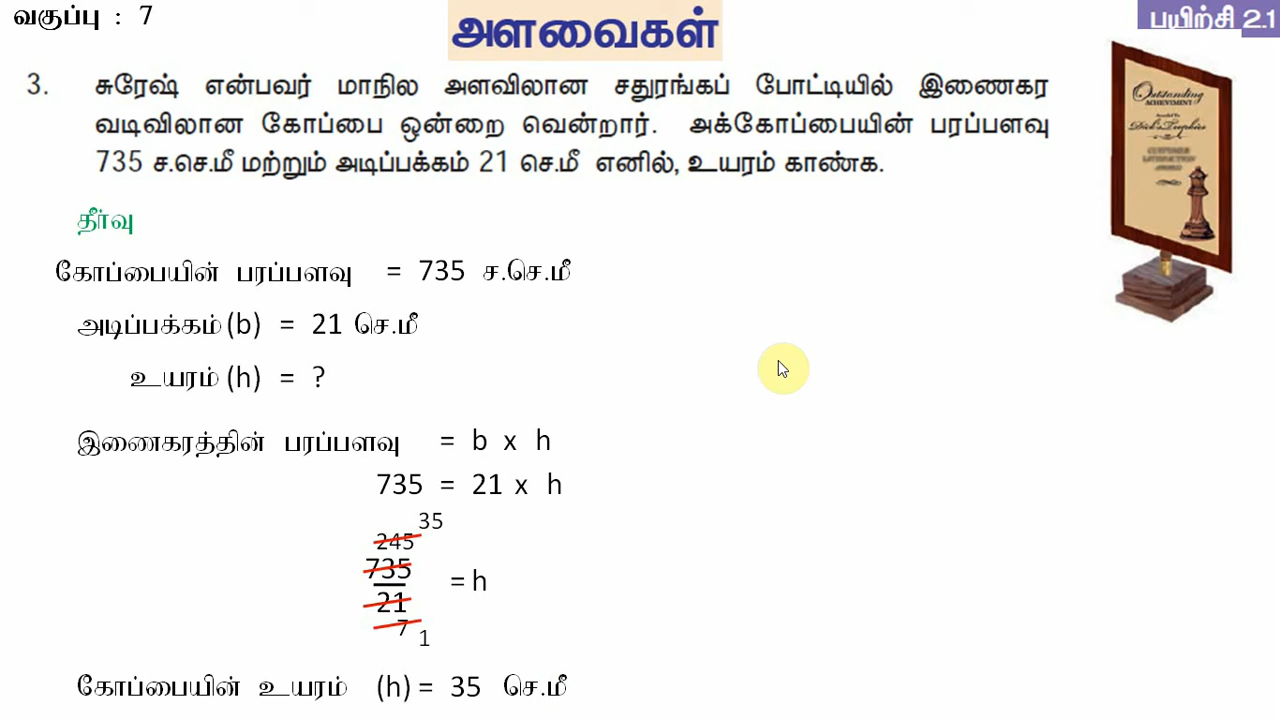 வகுப்பு : 7
அளவைகள்
பயிற்சி 2.1
3. சுரேஷ் என்பவர் மாநில அளவிலான சதுரங்கப் போட்டியில் இணைகர
வடிவிலான கோப்பை ஒன்றை வென்றார். அக்கோப்பையின் பரப்பளவு
735 ச.செ.மீ மற்றும் அடிப்பக்கம் 21 செ.மீ எனில், உயரம் காண்க.
Outstanding
ACHIEVMENT
தீர்வு
கோப்பையின் பரப்பளவு = 735 ச.செ.மீ
அடிப்பக்கம் (b) = 21 செ.மீ
உயரம் (h) = ?
இணைகரத்தின் பரப்பளவு = b x h
735 = 21 x h
35
245
735
= h
21
7
1
கோப்பையின் உயரம் (h) = 35 செ.மீ